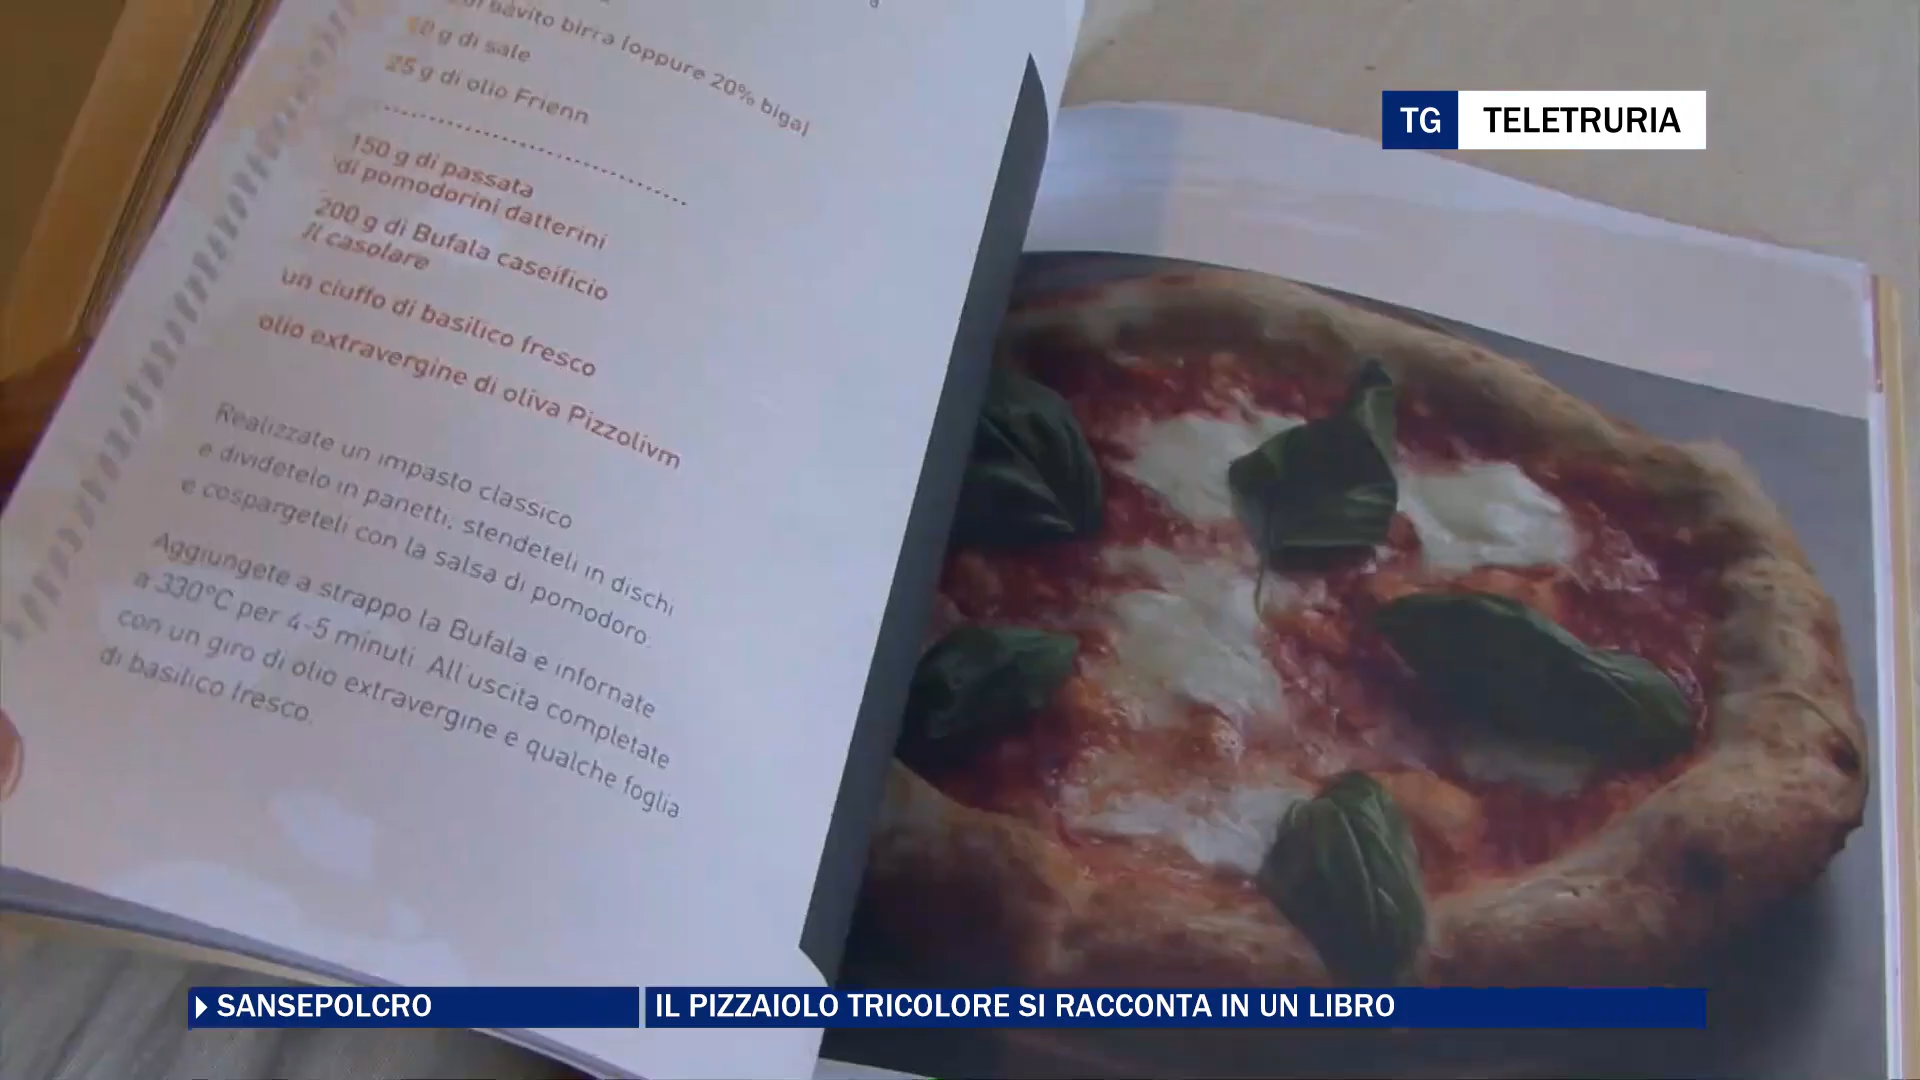 birra (oppure 20% biga)
g di sale
25 g di olio Frienn
150 g di passata
di pomodorini datterini
200 g di Bufala caseificio
Il casolare
un ciuffo di basilico fresco
olio extravergine di oliva Pizzolivm
Realizzate un impasto classico
e dividetelo in panetti, stendeteli in dischi
e cospargeteli con la salsa di pomodoro.
Aggiungete a strappo la Bufala e infornate
a 330°C per 4-5 minuti. All'uscita completate
con un giro di olio extravergine e qualche foglia
di basilico fresco.
TG TELETRURIA
SANSEPOLCRO
IL PIZZAIOLO TRICOLORE SI RACCONTA IN UN LIBRO